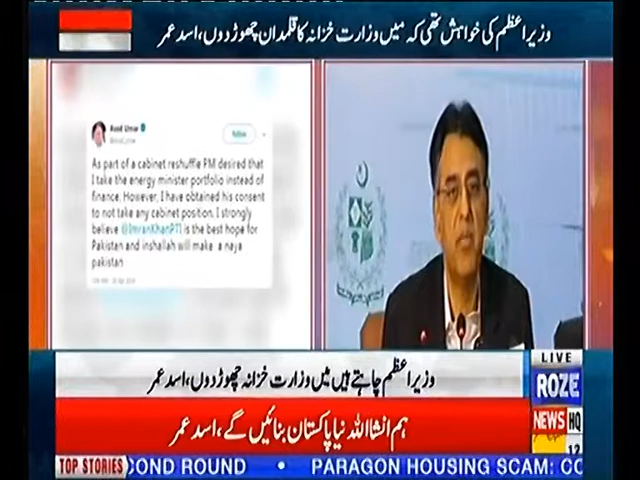 وزیراعظم کی خواہش تھی کہ میں وزارت خزانہ کا قلمدان چھوڑ دوں، اسد عمر
Asad Umar
Follow
As part of a cabinet reshuffle PM desired that
I take the energy minister portfolio instead of
finance. However, I have obtained his consent
to not take any cabinet position. I strongly
believe @ImranKhanPTI is the best hope for
Pakistan and inshallah will make a naya
pakistan
وزیراعظم چاہتے ہیں میں وزارت خزانہ چھوڑ دوں، اسد عمر
ہم انشااللہ نیا پاکستان بنائیں گے، اسد عمر
LIVE
ROZE
NEWS HQ
12
TOP STORIES
COND ROUND • PARAGON HOUSING SCAM: CO